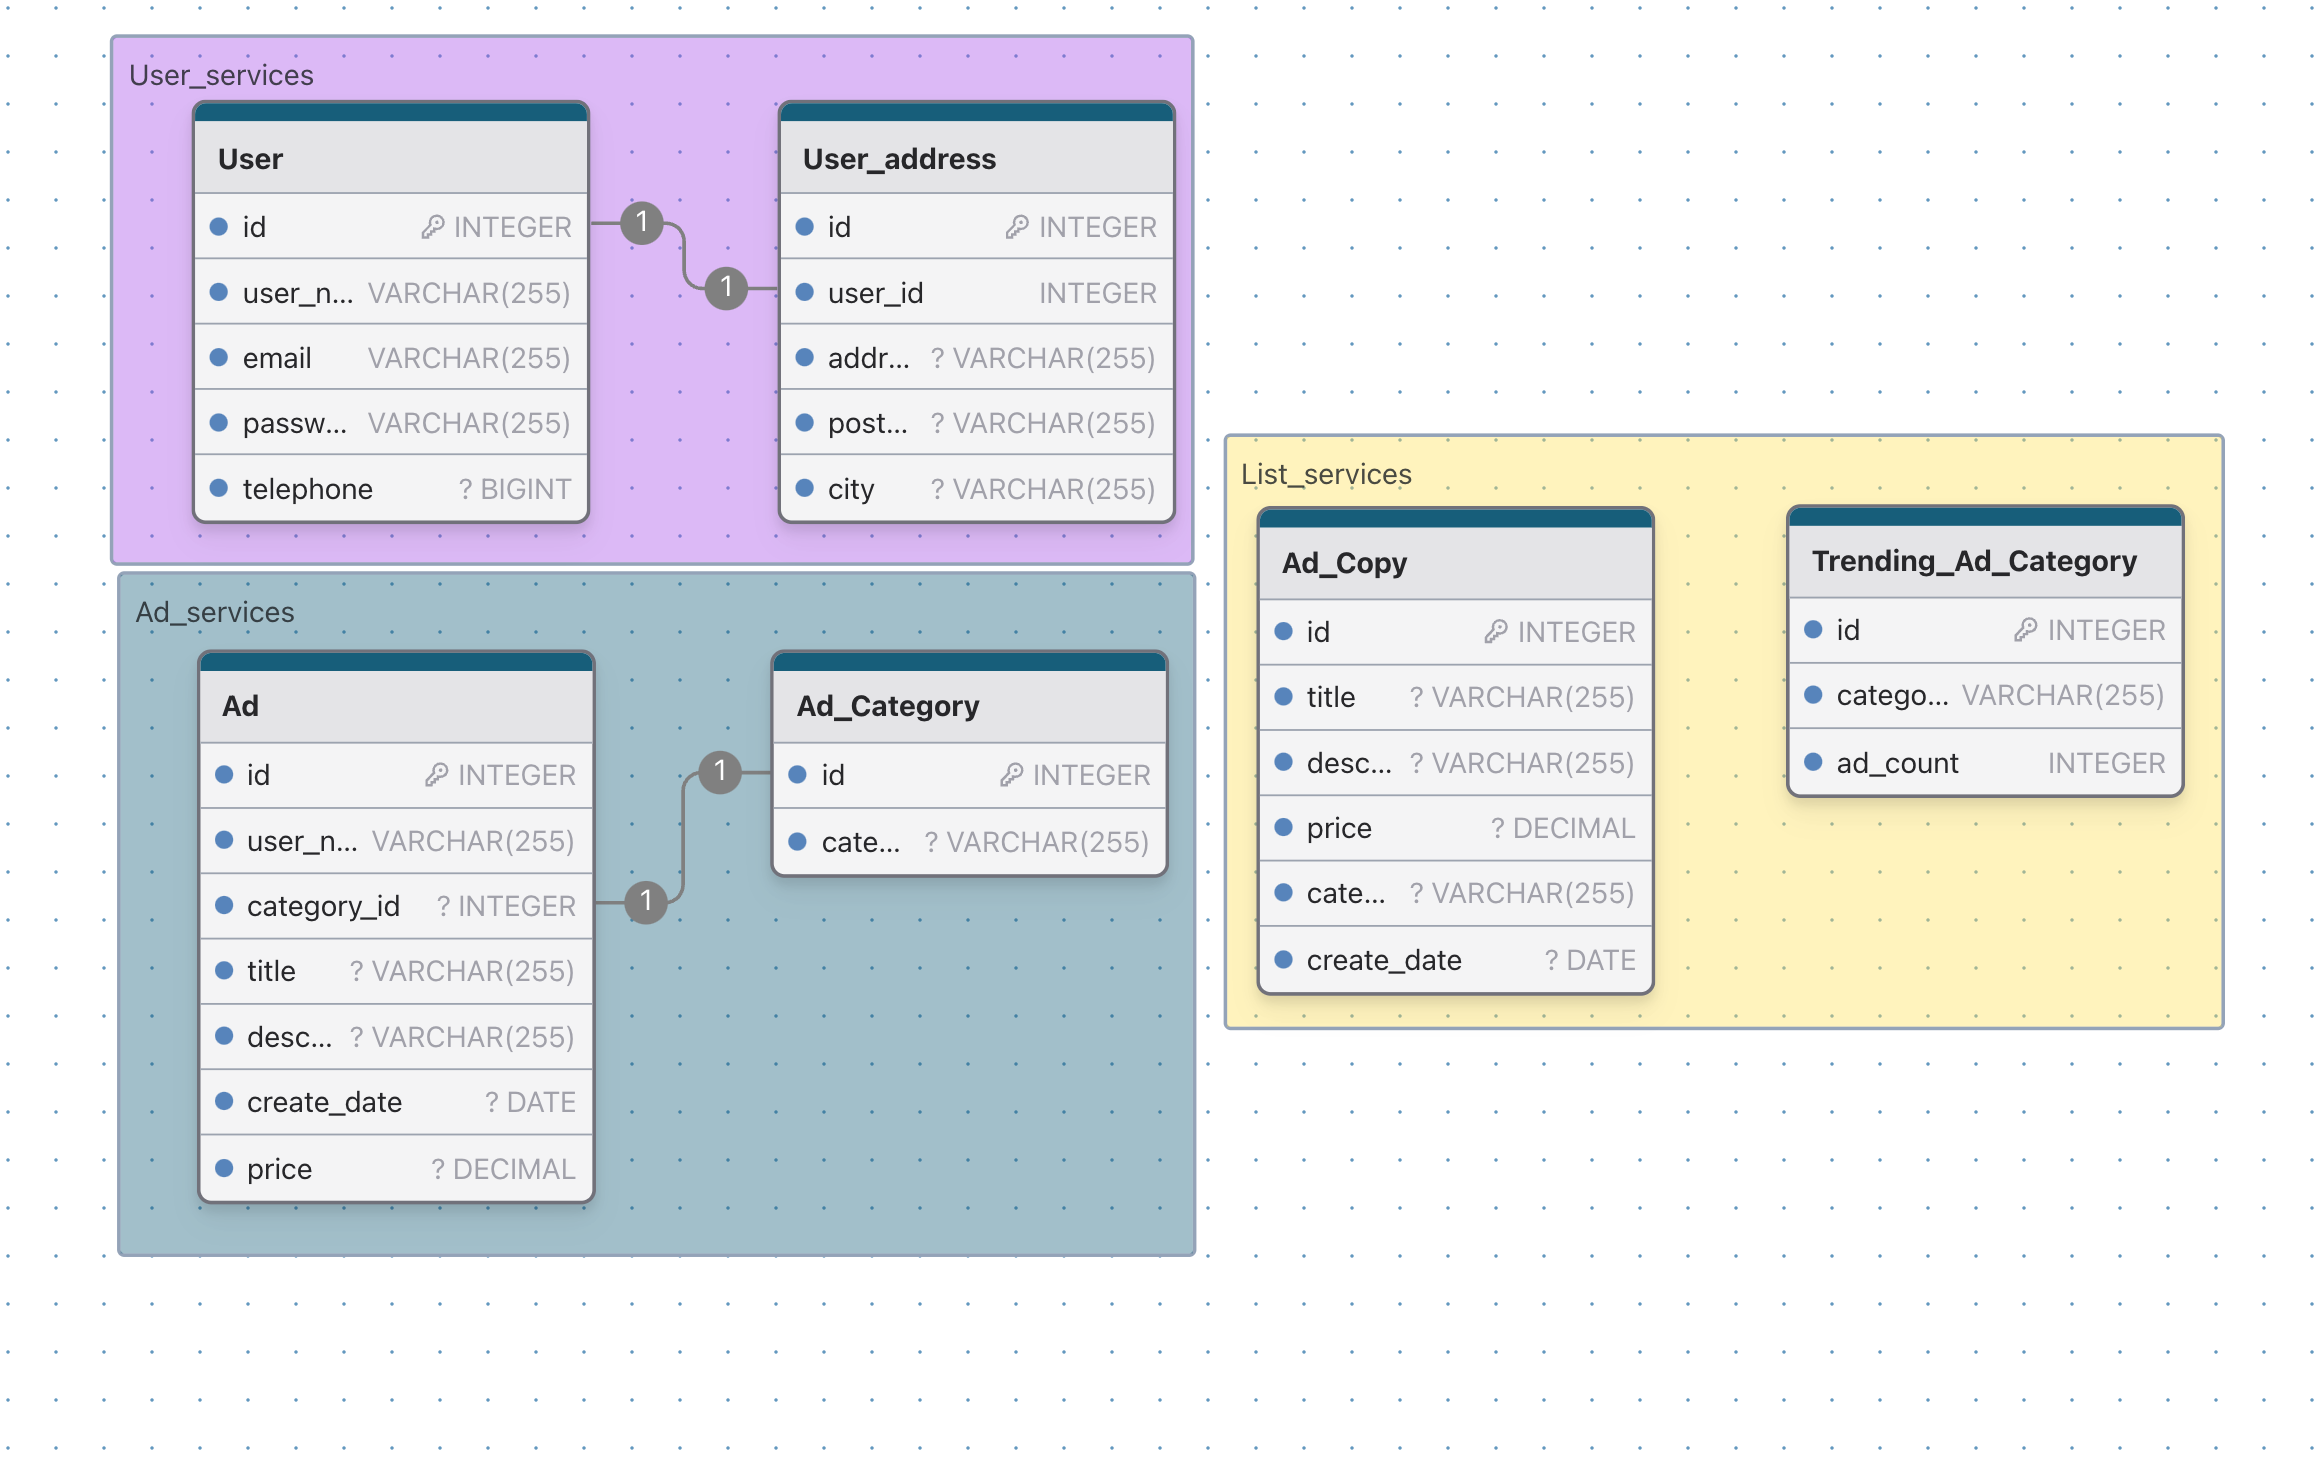 User_services
User
id INTEGER
user_n... VARCHAR(255)
email VARCHAR(255)
passw... VARCHAR(255)
telephone ? BIGINT
1
1
User_address
id INTEGER
user_id INTEGER
addr... ? VARCHAR(255)
post... ? VARCHAR(255)
city ? VARCHAR(255)
Ad_services
Ad
id INTEGER
user_n... VARCHAR(255)
category_id ? INTEGER
title ? VARCHAR(255)
desc... ? VARCHAR(255)
create_date ? DATE
price ? DECIMAL
1
1
Ad_Category
id INTEGER
cate... ? VARCHAR(255)
List_services
Ad_Copy
id INTEGER
title ? VARCHAR(255)
desc... ? VARCHAR(255)
price ? DECIMAL
cate... ? VARCHAR(255)
create_date ? DATE
Trending_Ad_Category
id INTEGER
catego... VARCHAR(255)
ad_count INTEGER